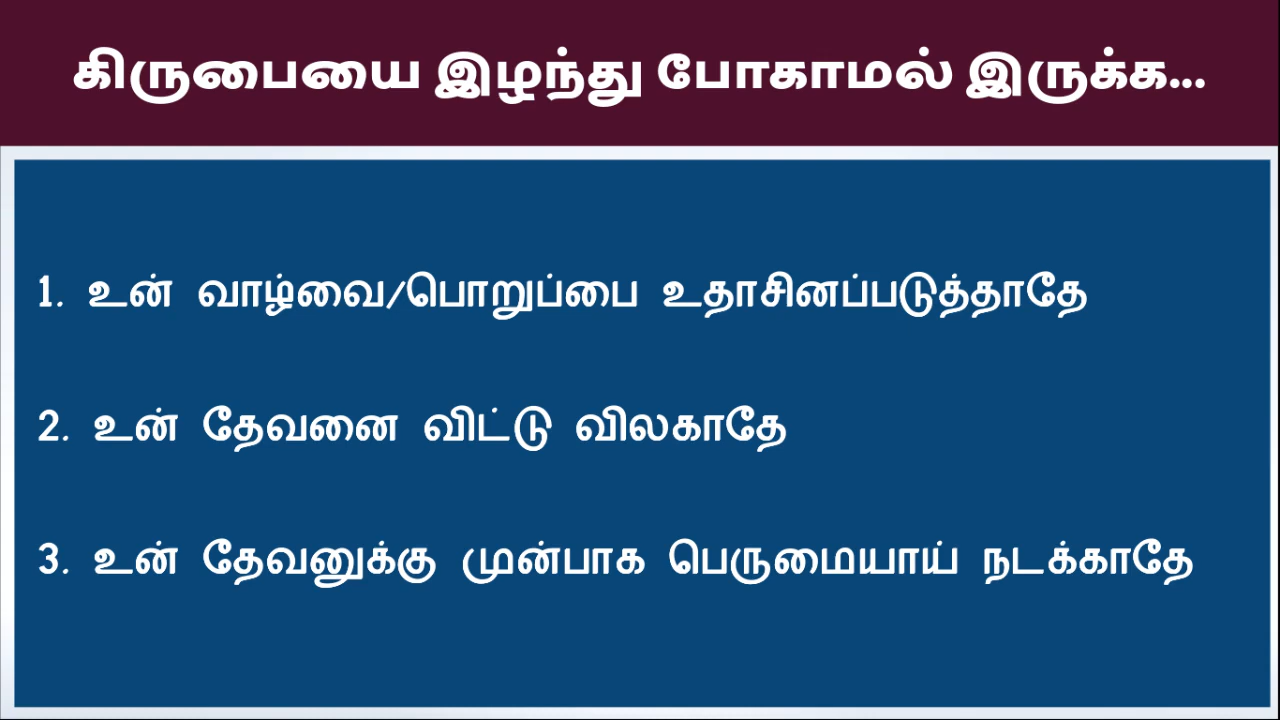 கிருபையை இழந்து போகாமல் இருக்க...
1. உன் வாழ்வை/பொறுப்பை உதாசினப்படுத்தாதே
2. உன் தேவனை விட்டு விலகாதே
3. உன் தேவனுக்கு முன்பாக பெருமையாய் நடக்காதே